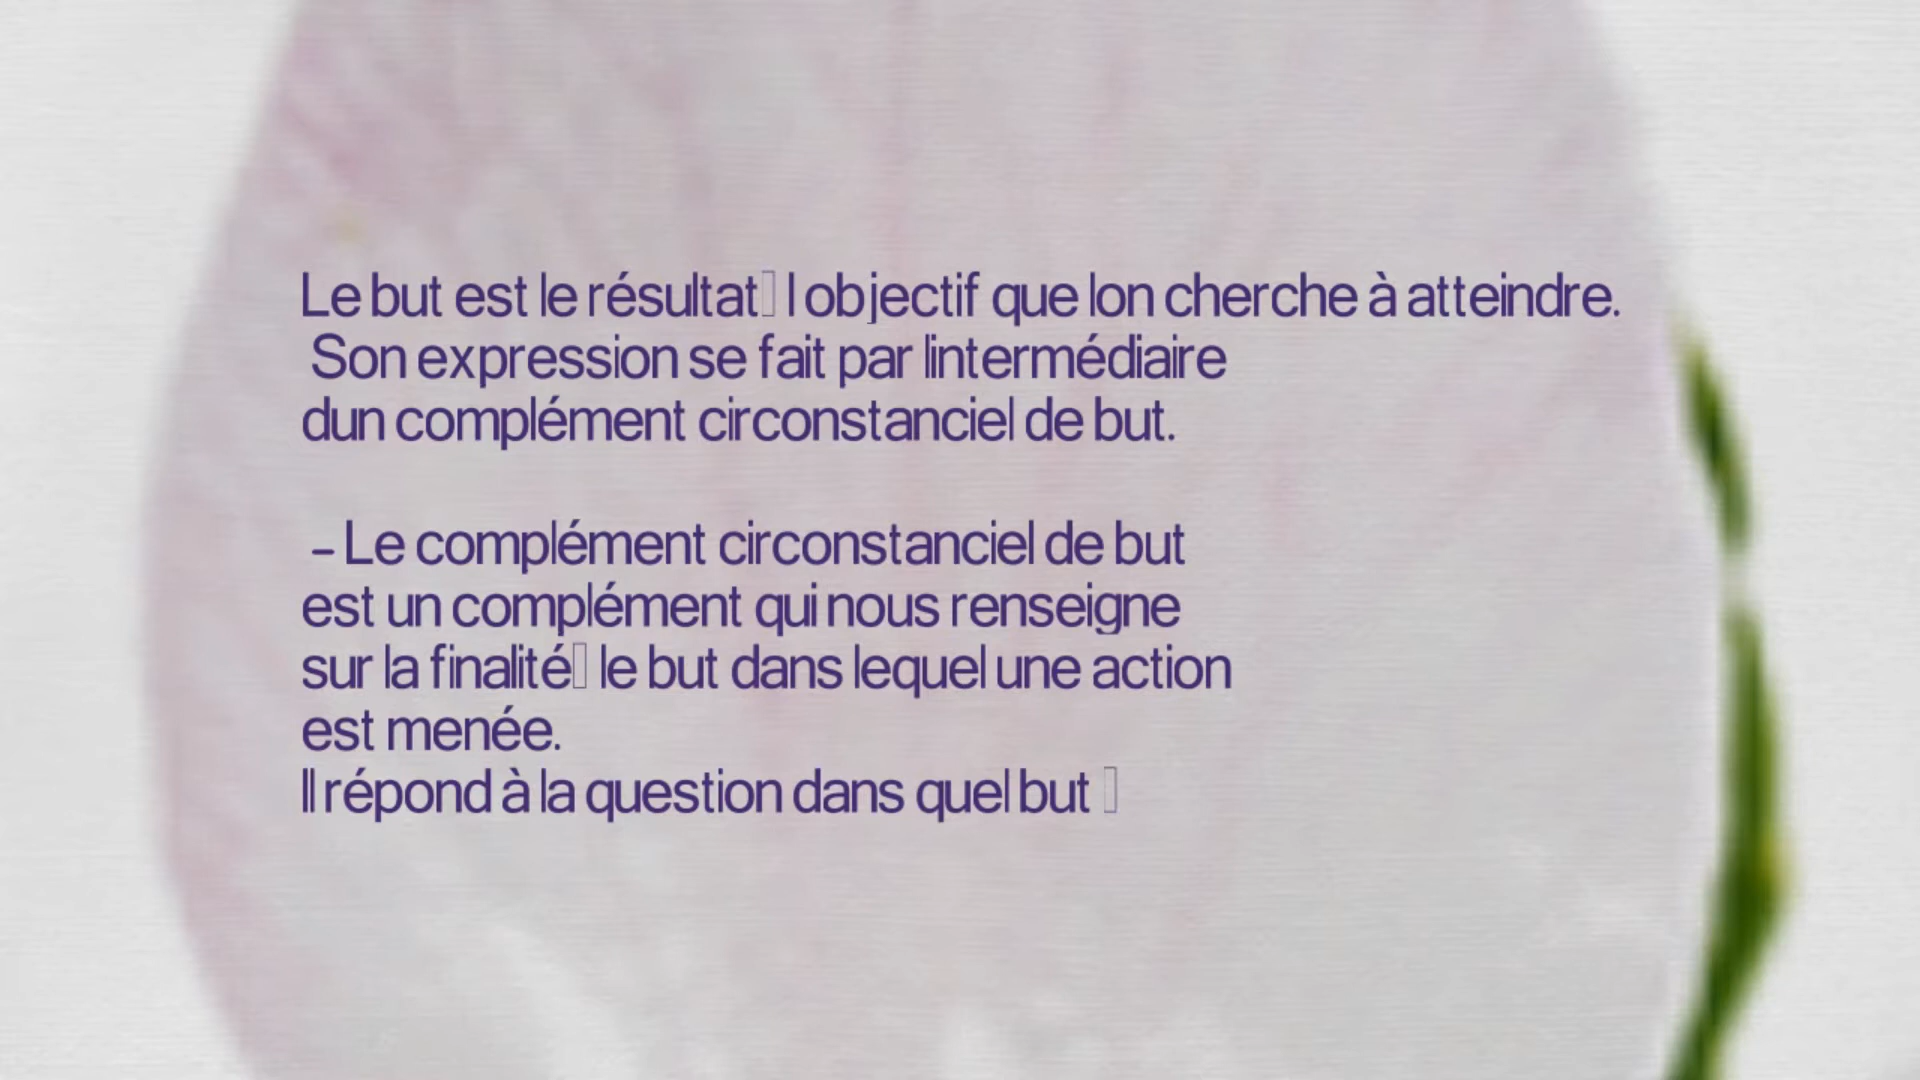 Le but est le résultat▯ l objectif que lon cherche à atteindre.
Son expression se fait par lintermédiaire
dun complément circonstanciel de but.
– Le complément circonstanciel de but
est un complément qui nous renseigne
sur la finalité▯ le but dans lequel une action
est menée.
Il répond à la question dans quel but ▯